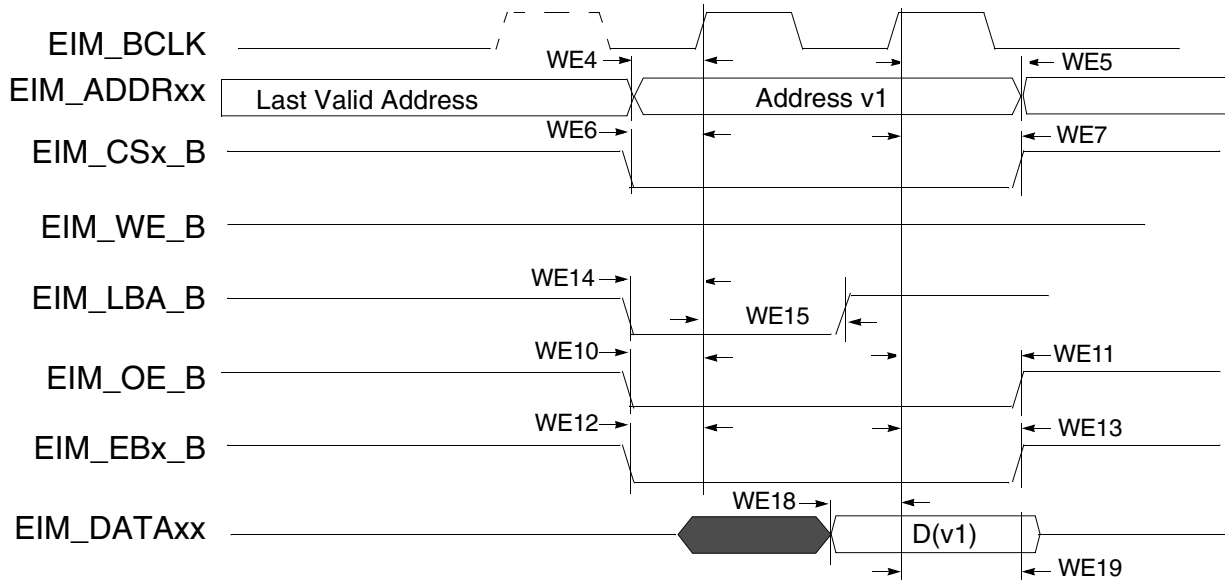 EIM_BCLK
WE4
WE5
EIM_ADDRxx
Last Valid Address
Address v1
WE6
WE7
EIM_CSx_B
EIM_WE_B
WE14
EIM_LBA_B
WE15
WE10
WE11
EIM_OE_B
WE12
WE13
EIM_EBx_B
WE18
EIM_DATAxx
D(v1)
WE19